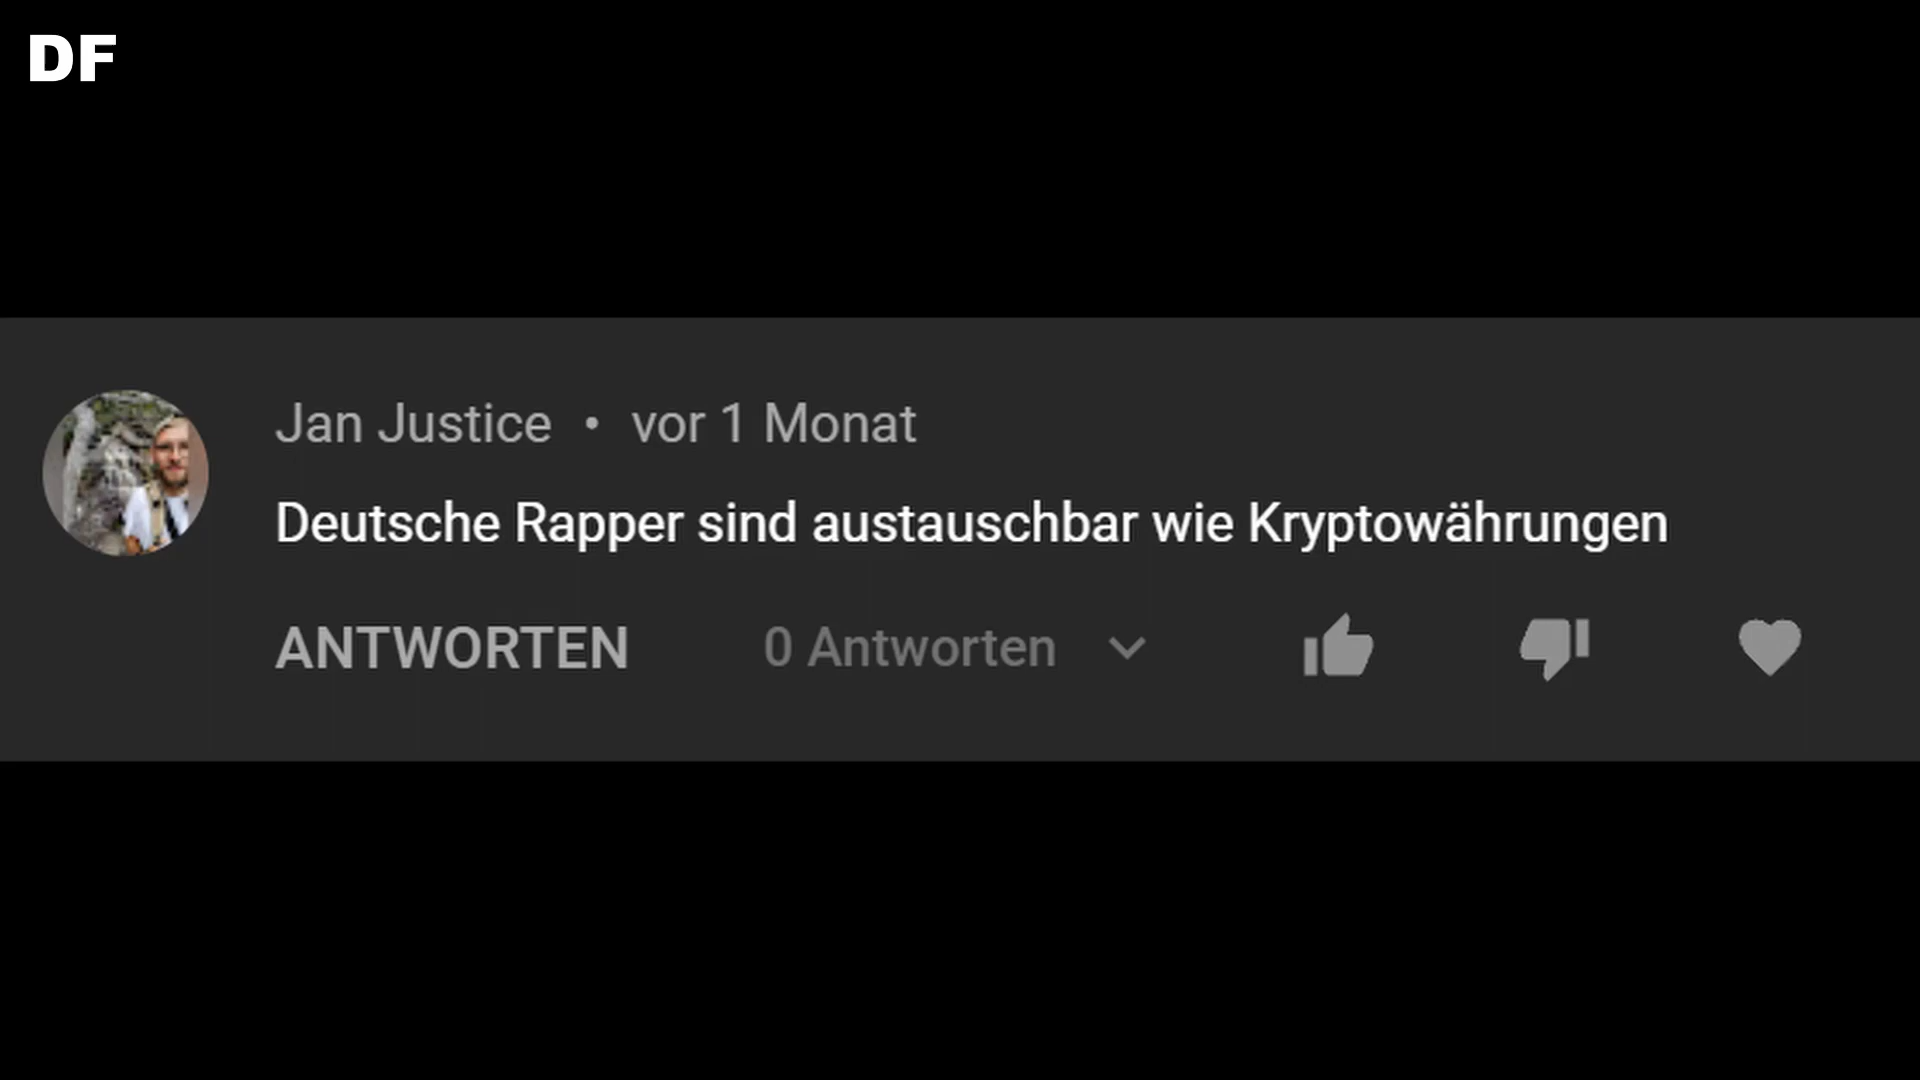 DF
Jan Justice • vor 1 Monat
Deutsche Rapper sind austauschbar wie Kryptowährungen
ANTWORTEN 0 Antworten